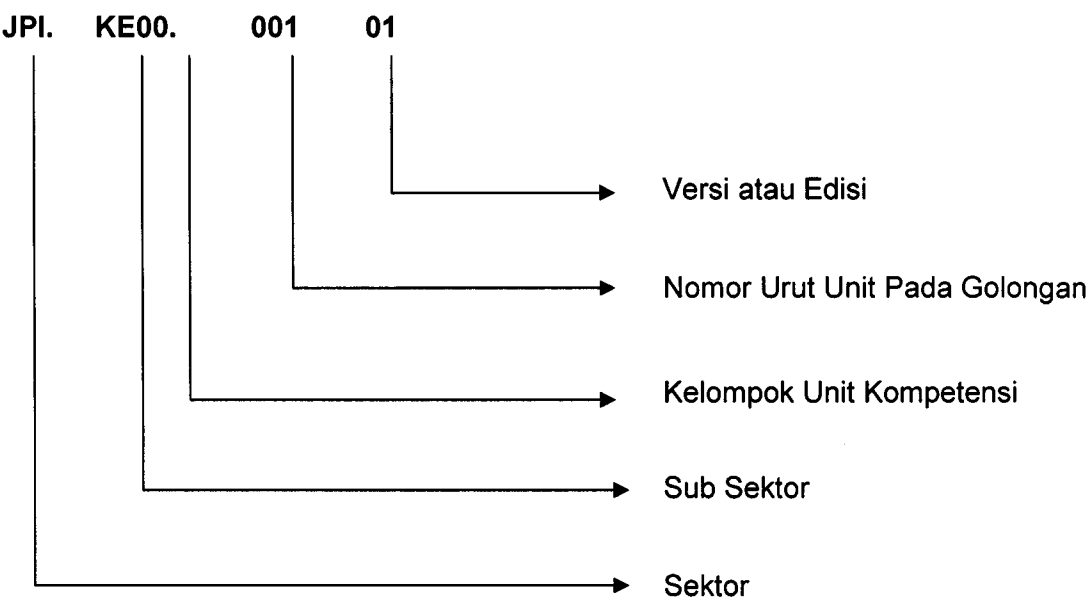 JPI. KE00. 001 01
Versi atau Edisi
Nomor Urut Unit Pada Golongan
Kelompok Unit Kompetensi
Sub Sektor
Sektor